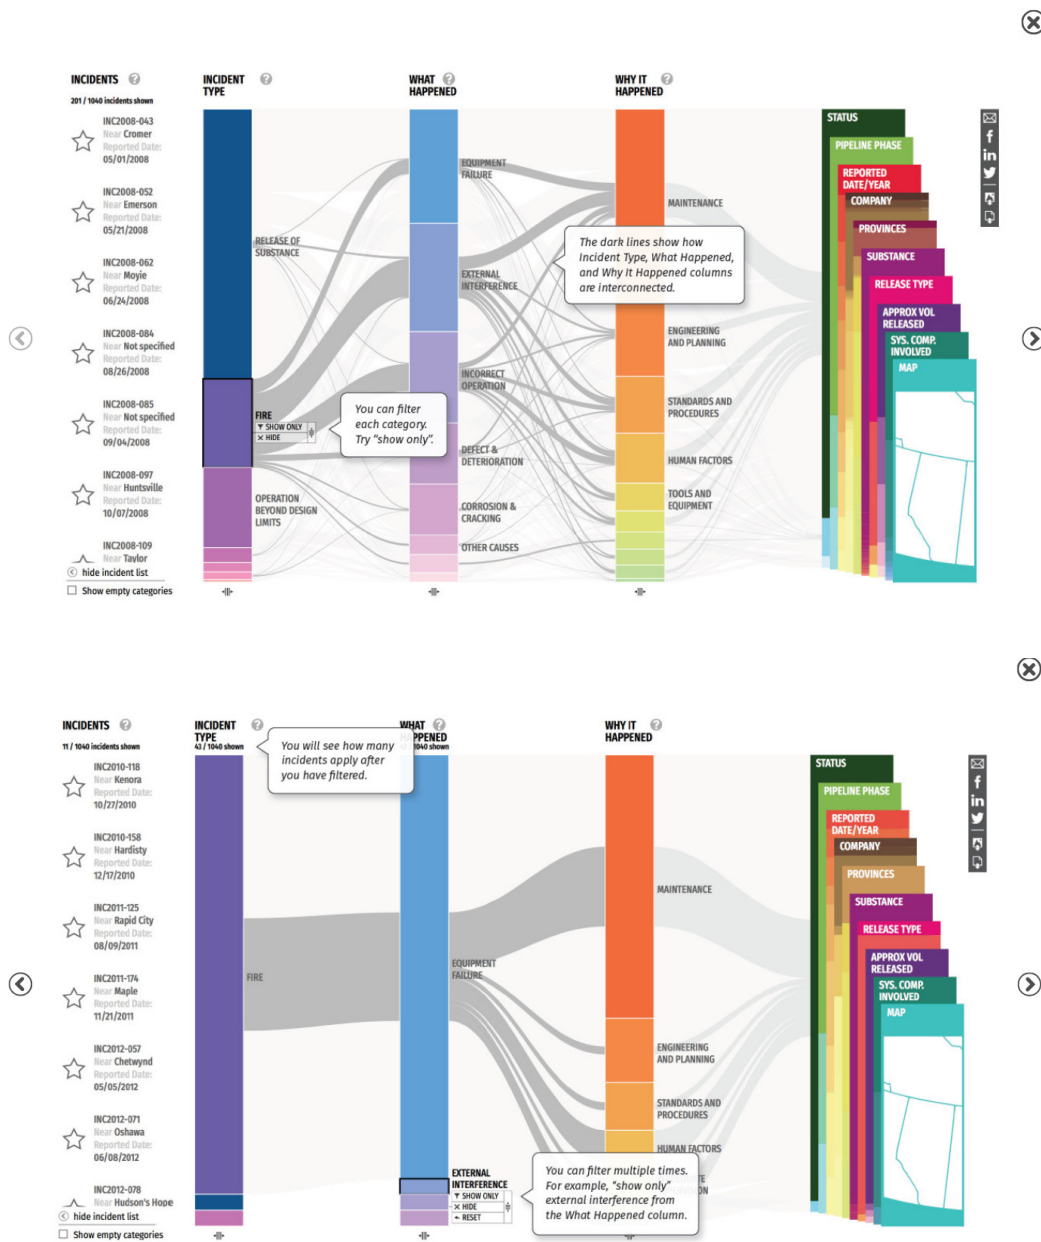 INCIDENTS ?
201 / 1040 incidents shown
INC2008-043
Near Cromer
Reported Date:
05/01/2008
INC2008-052
Near Emerson
Reported Date:
05/21/2008
INC2008-062
Near Moyie
Reported Date:
06/24/2008
INC2008-084
Near Not specified
Reported Date:
08/26/2008
INC2008-085
Near Not specified
Reported Date:
09/04/2008
INC2008-097
Near Huntsville
Reported Date:
10/07/2008
INC2008-109
Near Taylor
hide incident list
Show empty categories
INCIDENT ?
TYPE
RELEASE OF
SUBSTANCE
FIRE
SHOW ONLY
HIDE
OPERATION
BEYOND DESIGN
LIMITS
You can filter
each category.
Try "show only".
WHAT ?
HAPPENED
EQUIPMENT
FAILURE
EXTERNAL
INTERFERENCE
INCORRECT
OPERATION
DEFECT &
DETERIORATION
CORROSION &
CRACKING
OTHER CAUSES
WHY IT ?
HAPPENED
MAINTENANCE
The dark lines show how
Incident Type, What Happened,
and Why It Happened columns
are interconnected.
ENGINEERING
AND PLANNING
STANDARDS AND
PROCEDURES
HUMAN FACTORS
TOOLS AND
EQUIPMENT
STATUS
PIPELINE PHASE
REPORTED
DATE/YEAR
COMPANY
PROVINCES
SUBSTANCE
RELEASE TYPE
APPROX VOL
RELEASED
SYS. COMP.
INVOLVED
MAP
f
in
INCIDENTS ?
11 / 1040 incidents shown
INC2010-118
Near Kenora
Reported Date:
10/27/2010
INC2010-158
Near Hardisty
Reported Date:
12/17/2010
INC2011-125
Near Rapid City
Reported Date:
08/09/2011
INC2011-174
Near Maple
Reported Date:
11/21/2011
INC2012-057
Near Chetwynd
Reported Date:
05/05/2012
INC2012-071
Near Oshawa
Reported Date:
06/08/2012
INC2012-078
Near Hudson's Hope
hide incident list
Show empty categories
INCIDENT ?
TYPE
43 / 1040 shown
FIRE
You will see how many
incidents apply after
you have filtered.
WHAT ?
HAPPENED
1040 shown
EQUIPMENT
FAILURE
EXTERNAL
INTERFERENCE
SHOW ONLY
HIDE
RESET
You can filter multiple times.
For example, "show only"
external interference from
the What Happened column.
WHY IT ?
HAPPENED
MAINTENANCE
ENGINEERING
AND PLANNING
STANDARDS AND
PROCEDURES
HUMAN FACTORS
STATUS
PIPELINE PHASE
REPORTED
DATE/YEAR
COMPANY
PROVINCES
SUBSTANCE
RELEASE TYPE
APPROX VOL
RELEASED
SYS. COMP.
INVOLVED
MAP
f
in